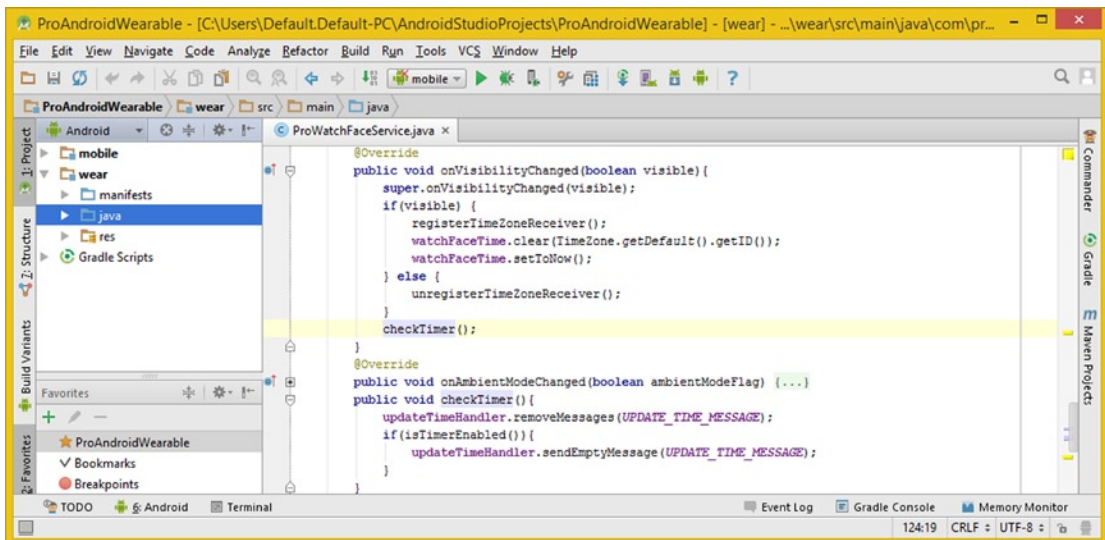 ProAndroidWearable - [C:\Users\Default.Default-PC\AndroidStudioProjects\ProAndroidWearable] - [wear] - ...\wear\src\main\java\com\pr...
File Edit View Navigate Code Analyze Refactor Build Run Tools VCS Window Help
mobile
ProAndroidWearable wear src main java
Android
ProWatchFaceService.java
1: Project
7: Structure
Build Variants
2: Favorites
mobile
wear
manifests
java
res
Gradle Scripts
Favorites
ProAndroidWearable
Bookmarks
Breakpoints
@Override
public void onVisibilityChanged(boolean visible){
super.onVisibilityChanged(visible);
if(visible) {
registerTimeZoneReceiver();
watchFaceTime.clear(TimeZone.getDefault().getID());
watchFaceTime.setToNow();
} else {
unregisterTimeZoneReceiver();
}
checkTimer();
}
@Override
public void onAmbientModeChanged(boolean ambientModeFlag) {...}
public void checkTimer(){
updateTimeHandler.removeMessages(UPDATE_TIME_MESSAGE);
if(isTimerEnabled()){
updateTimeHandler.sendEmptyMessage(UPDATE_TIME_MESSAGE);
}
}
Commander
Gradle
m Maven Projects
TODO 6: Android Terminal Event Log Gradle Console Memory Monitor
124:19 CRLF UTF-8